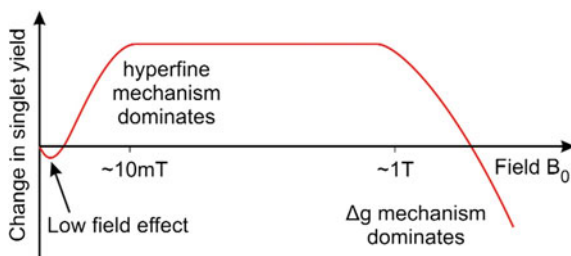 Change in singlet yield
hyperfine
mechanism
dominates
~10mT
~1T
Field B₀
Low field effect
Δg mechanism
dominates